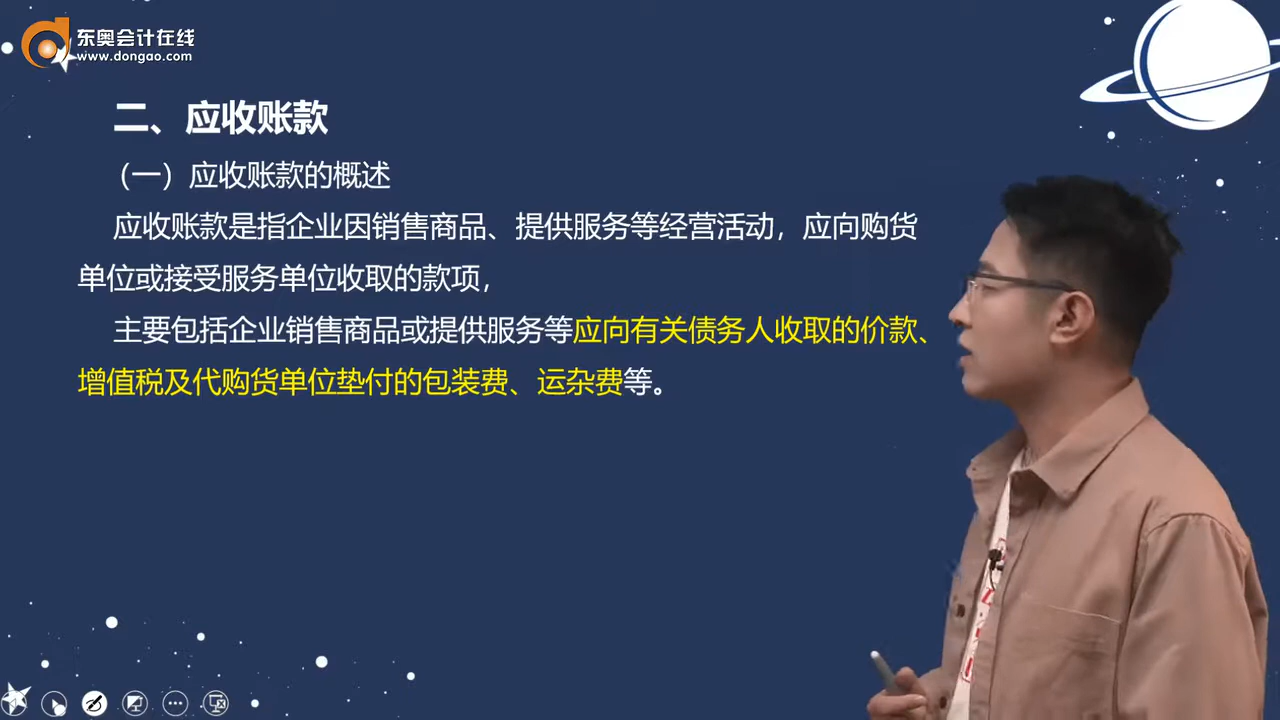 东奥会计在线
www.dongao.com
二、应收账款
（一）应收账款的概述
应收账款是指企业因销售商品、提供服务等经营活动，应向购货
单位或接受服务单位收取的款项，
主要包括企业销售商品或提供服务等应向有关债务人收取的价款、
增值税及代购货单位垫付的包装费、运杂费等。